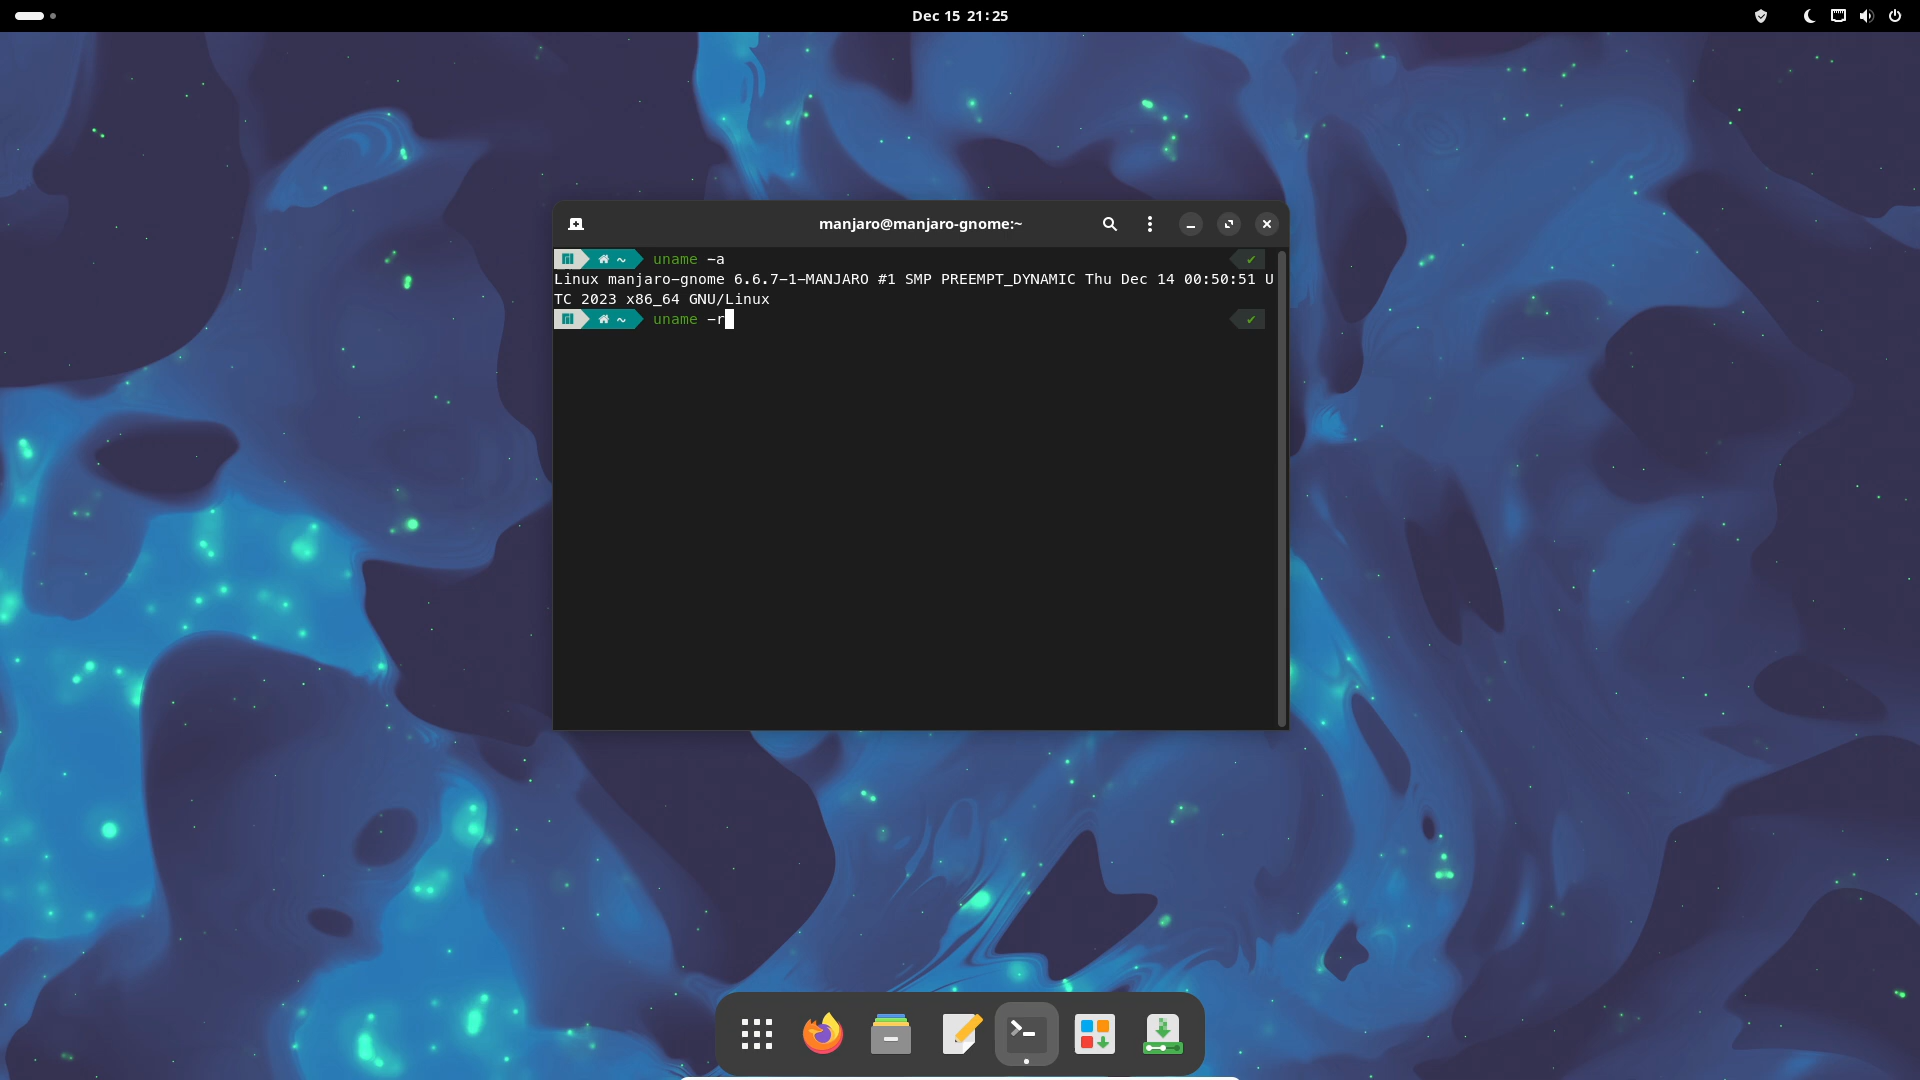 Dec 15 21:25
manjaro@manjaro-gnome:~
~ uname -a ✔
Linux manjaro-gnome 6.6.7-1-MANJARO #1 SMP PREEMPT_DYNAMIC Thu Dec 14 00:50:51 U
TC 2023 x86_64 GNU/Linux
~ uname -r ✔